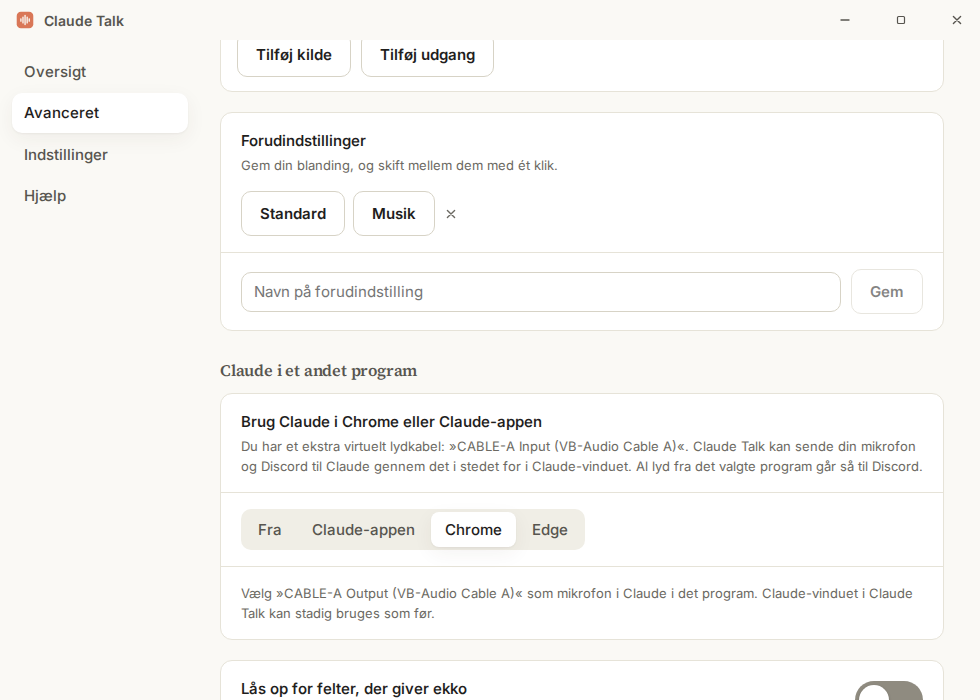 Claude Talk
Oversigt
Avanceret
Indstillinger
Hjælp
Tilføj kilde
Tilføj udgang
Forudindstillinger
Gem din blanding, og skift mellem dem med ét klik.
Standard
Musik
Navn på forudindstilling
Gem
Claude i et andet program
Brug Claude i Chrome eller Claude-appen
Du har et ekstra virtuelt lydkabel: »CABLE-A Input (VB-Audio Cable A)«. Claude Talk kan sende din mikrofon
og Discord til Claude gennem det i stedet for i Claude-vinduet. Al lyd fra det valgte program går så til Discord.
Fra
Claude-appen
Chrome
Edge
Vælg »CABLE-A Output (VB-Audio Cable A)« som mikrofon i Claude i det program. Claude-vinduet i Claude
Talk kan stadig bruges som før.
Lås op for felter, der giver ekko